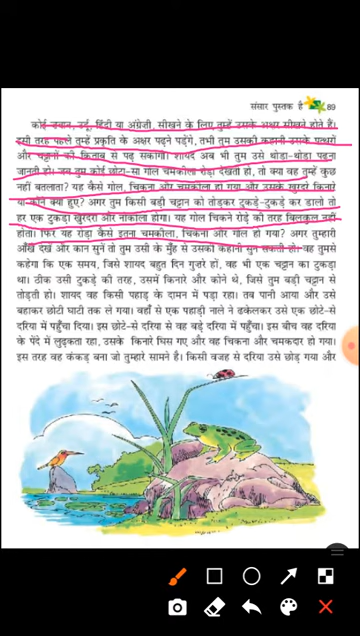 संसार पुस्तक है 89
कोई ज़बान, उर्दू, हिंदी या अंग्रेज़ी, सीखने के लिए तुम्हें उसके अक्षर सीखने होते हैं।
इसी तरह पहले तुम्हें प्रकृति के अक्षर पढ़ने पड़ेंगे, तभी तुम उसकी कहानी उसके पत्थरों
और चट्टानों की किताब से पढ़ सकोगी। शायद अब भी तुम उसे थोड़ा-थोड़ा पढ़ना
जानती हो। जब तुम कोई छोटा-सा गोल चमकीला रोड़ा देखती हो, तो क्या वह तुम्हें कुछ
नहीं बतलाता? यह कैसे गोल, चिकना और चमकीला हो गया और उसके खुरदरे किनारे
या कोने क्या हुए? अगर तुम किसी बड़ी चट्टान को तोड़कर टुकड़े-टुकड़े कर डालो तो
हर एक टुकड़ा खुरदरा और नोकीला होगा। यह गोल चिकने रोड़े की तरह बिलकुल नहीं
होता। फिर यह रोड़ा कैसे इतना चमकीला, चिकना और गोल हो गया? अगर तुम्हारी
आँखें देखें और कान सुनें तो तुम उसी के मुँह से उसकी कहानी सुन सकती हो। वह तुमसे
कहेगा कि एक समय, जिसे शायद बहुत दिन गुज़रे हों, वह भी एक चट्टान का टुकड़ा
था। ठीक उसी टुकड़े की तरह, उसमें किनारे और कोने थे, जिसे तुम बड़ी चट्टान से
तोड़ती हो। शायद वह किसी पहाड़ के दामन में पड़ा रहा। तब पानी आया और उसे
बहाकर छोटी घाटी तक ले गया। वहाँ से एक पहाड़ी नाले ने ढकेलकर उसे एक छोटे-से
दरिया में पहुँचा दिया। इस छोटे-से दरिया से वह बड़े दरिया में पहुँचा। इस बीच वह दरिया
के पेंदे में लुढ़कता रहा, उसके किनारे घिस गए और वह चिकना और चमकदार हो गया।
इस तरह वह कंकड़ बना जो तुम्हारे सामने है। किसी वजह से दरिया उसे छोड़ गया और